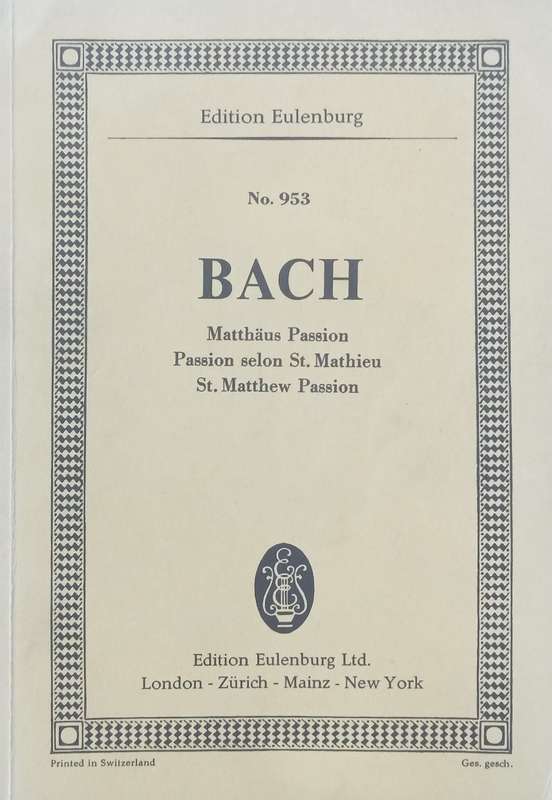 Edition Eulenburg
No. 953
BACH
Matthäus Passion
Passion selon St. Mathieu
St. Matthew Passion
Edition Eulenburg Ltd.
London - Zürich - Mainz - New York
Printed in Switzerland
Ges. gesch.